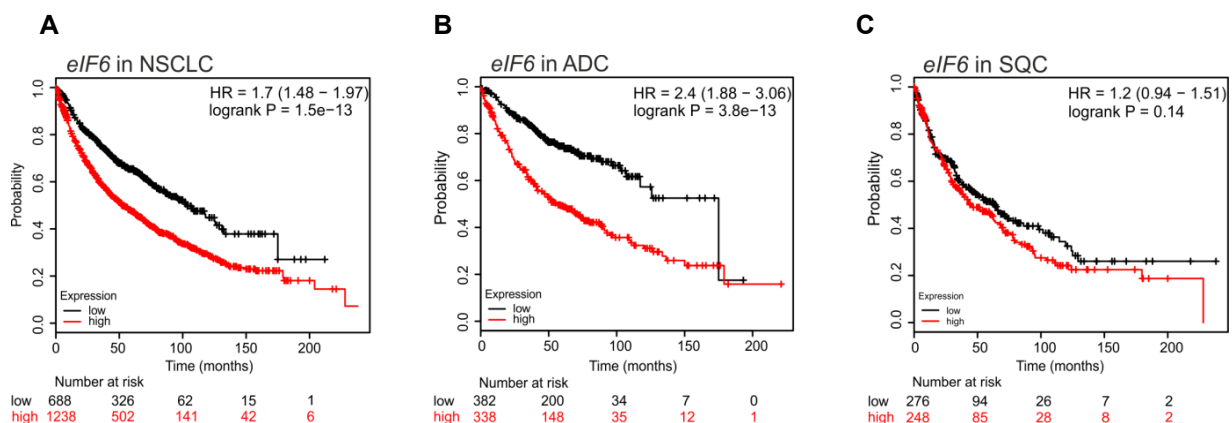 A
eIF6 in NSCLC
HR = 1.7 (1.48 − 1.97)
logrank P = 1.5e−13
Probability
1.0
0.8
0.6
0.4
0.2
0.0
Expression
low
high
0 50 100 150 200
Time (months)
Number at risk
low 688 326 62 15 1
high 1238 502 141 42 6
B
eIF6 in ADC
HR = 2.4 (1.88 − 3.06)
logrank P = 3.8e−13
Probability
1.0
0.8
0.6
0.4
0.2
0.0
Expression
low
high
0 50 100 150 200
Time (months)
Number at risk
low 382 200 34 7 0
high 338 148 35 12 1
C
eIF6 in SQC
HR = 1.2 (0.94 − 1.51)
logrank P = 0.14
Probability
1.0
0.8
0.6
0.4
0.2
0.0
Expression
low
high
0 50 100 150 200
Time (months)
Number at risk
low 276 94 26 7 2
high 248 85 28 8 2